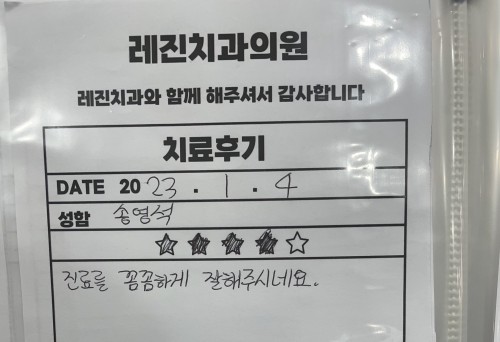 레진치과의원
레진치과와 함께 해주셔서 감사합니다
치료후기
DATE 2023.1.4
성함 송영석
진료를 꼼꼼하게 잘해주시네요.